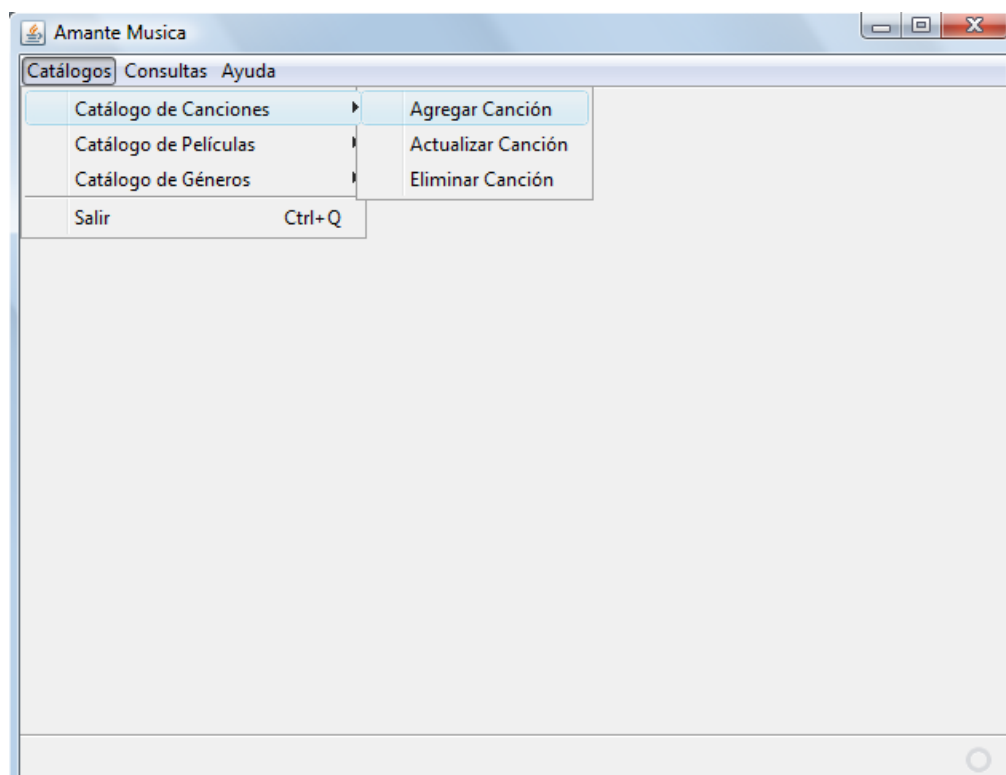 Amante Musica
Catálogos Consultas Ayuda
Catálogo de Canciones
Catálogo de Películas
Catálogo de Géneros
Salir Ctrl+Q
Agregar Canción
Actualizar Canción
Eliminar Canción